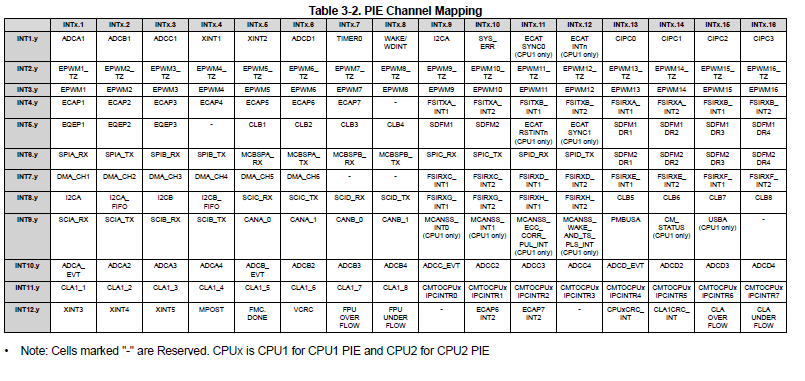 Table 3-2. PIE Channel Mapping
INTx.1 INTx.2 INTx.3 INTx.4 INTx.5 INTx.6 INTx.7 INTx.8 INTx.9 INTx.10 INTx.11 INTx.12 INTx.13 INTx.14 INTx.15 INTx.16
INT1.y ADCA1 ADCB1 ADCC1 XINT1 XINT2 ADCD1 TIMER0 WAKE/ WDINT I2CA SYS_ ERR ECAT SYNC0 (CPU1 only) ECAT INTn (CPU1 only) CIPC0 CIPC1 CIPC2 CIPC3
INT2.y EPWM1_ TZ EPWM2_ TZ EPWM3_ TZ EPWM4_ TZ EPWM5_ TZ EPWM6_ TZ EPWM7_ TZ EPWM8_ TZ EPWM9_ TZ EPWM10_ TZ EPWM11_ TZ EPWM12_ TZ EPWM13_ TZ EPWM14_ TZ EPWM15_ TZ EPWM16_ TZ
INT3.y EPWM1 EPWM2 EPWM3 EPWM4 EPWM5 EPWM6 EPWM7 EPWM8 EPWM9 EPWM10 EPWM11 EPWM12 EPWM13 EPWM14 EPWM15 EPWM16
INT4.y ECAP1 ECAP2 ECAP3 ECAP4 ECAP5 ECAP6 ECAP7 - FSITXA_ INT1 FSITXA_ INT2 FSITXB_ INT1 FSITXB_ INT2 FSIRXA_ INT1 FSIRXA_ INT2 FSIRXB_ INT1 FSIRXB_ INT2
INT5.y EQEP1 EQEP2 EQEP3 - CLB1 CLB2 CLB3 CLB4 SDFM1 SDFM2 ECAT RSTINTn (CPU1 only) ECAT SYNC1 (CPU1 only) SDFM1 DR1 SDFM1 DR2 SDFM1 DR3 SDFM1 DR4
INT6.y SPIA_RX SPIA_TX SPIB_RX SPIB_TX MCBSPA_ RX MCBSPA_ TX MCBSPB_ RX MCBSPB_ TX SPIC_RX SPIC_TX SPID_RX SPID_TX SDFM2 DR1 SDFM2 DR2 SDFM2 DR3 SDFM2 DR4
INT7.y DMA_CH1 DMA_CH2 DMA_CH3 DMA_CH4 DMA_CH5 DMA_CH6 - - FSIRXC_ INT1 FSIRXC_ INT2 FSIRXD_ INT1 FSIRXD_ INT2 FSIRXE_ INT1 FSIRXE_ INT2 FSIRXF_ INT1 FSIRXF_ INT2
INT8.y I2CA I2CA_ FIFO I2CB I2CB_ FIFO SCIC_RX SCIC_TX SCID_RX SCID_TX FSIRXG_ INT1 FSIRXG_ INT2 FSIRXH_ INT1 FSIRXH_ INT2 CLB5 CLB6 CLB7 CLB8
INT9.y SCIA_RX SCIA_TX SCIB_RX SCIB_TX CANA_0 CANA_1 CANB_0 CANB_1 MCANSS_ INT0 (CPU1 only) MCANSS_ INT1 (CPU1 only) MCANSS_ ECC_ CORR_ PUL_INT (CPU1 only) MCANSS_ WAKE_ AND_TS_ PLS_INT (CPU1 only) PMBUSA CM_ STATUS (CPU1 only) USBA (CPU1 only) -
INT10.y ADCA_ EVT ADCA2 ADCA3 ADCA4 ADCB_ EVT ADCB2 ADCB3 ADCB4 ADCC_EVT ADCC2 ADCC3 ADCC4 ADCD_EVT ADCD2 ADCD3 ADCD4
INT11.y CLA1_1 CLA1_2 CLA1_3 CLA1_4 CLA1_5 CLA1_6 CLA1_7 CLA1_8 CMTOCPUx IPCINTR0 CMTOCPUx IPCINTR1 CMTOCPUx IPCINTR2 CMTOCPUx IPCINTR3 CMTOCPUx IPCINTR4 CMTOCPUx IPCINTR5 CMTOCPUx IPCINTR6 CMTOCPUx IPCINTR7
INT12.y XINT3 XINT4 XINT5 MPOST FMC. DONE VCRC FPU OVER FLOW FPU UNDER FLOW - ECAP6 INT2 ECAP7 INT2 - CPUxCRC_ INT CLA1CRC_ INT CLA OVER FLOW CLA UNDER FLOW
• Note: Cells marked "-" are Reserved. CPUx is CPU1 for CPU1 PIE and CPU2 for CPU2 PIE